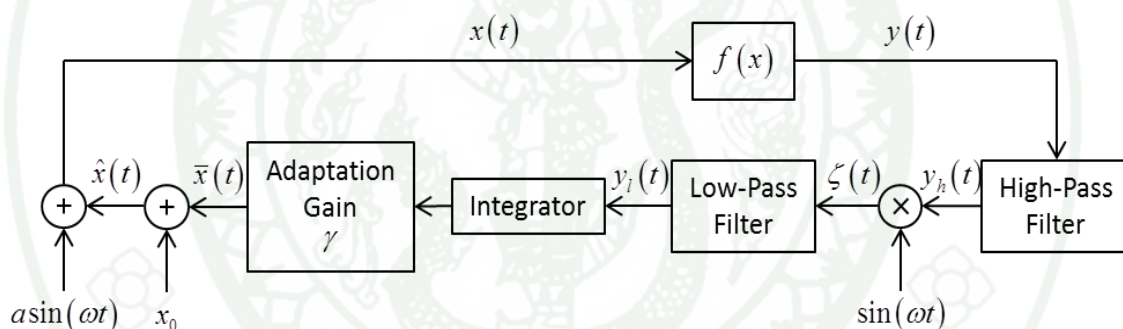 x(t)
f(x)
y(t)
x̂(t)
x̄(t)
Adaptation
Gain
γ
Integrator
y_l(t)
Low-Pass
Filter
ζ(t)
y_h(t)
High-Pass
Filter
+
+
×
a sin(ωt)
x_0
sin(ωt)